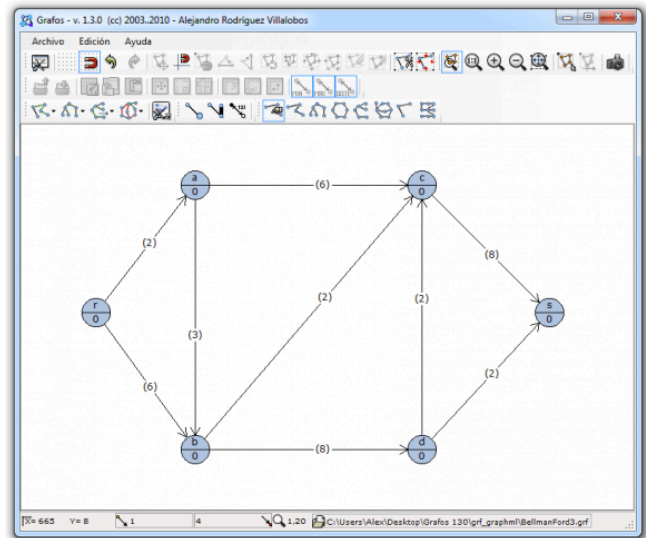 Grafos - v. 1.3.0 (cc) 2003..2010 - Alejandro Rodríguez Villalobos
Archivo Edición Ayuda
a
0
(6)
c
0
(2)
(8)
r
0
(3)
(2)
(2)
s
0
(6)
(2)
b
0
(8)
d
0
X= 665 Y= 8 1 4 1,20 C:\Users\Alex\Desktop\Grafos 130\grf_graphml\BellmanFord3.grf